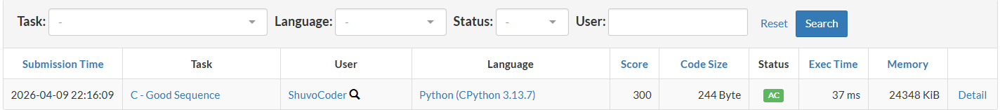 Task: - Language: - Status: - User: Reset Search
Submission Time Task User Language Score Code Size Status Exec Time Memory
2026-04-09 22:16:09 C - Good Sequence ShuvoCoder Python (CPython 3.13.7) 300 244 Byte AC 37 ms 24348 KiB Detail